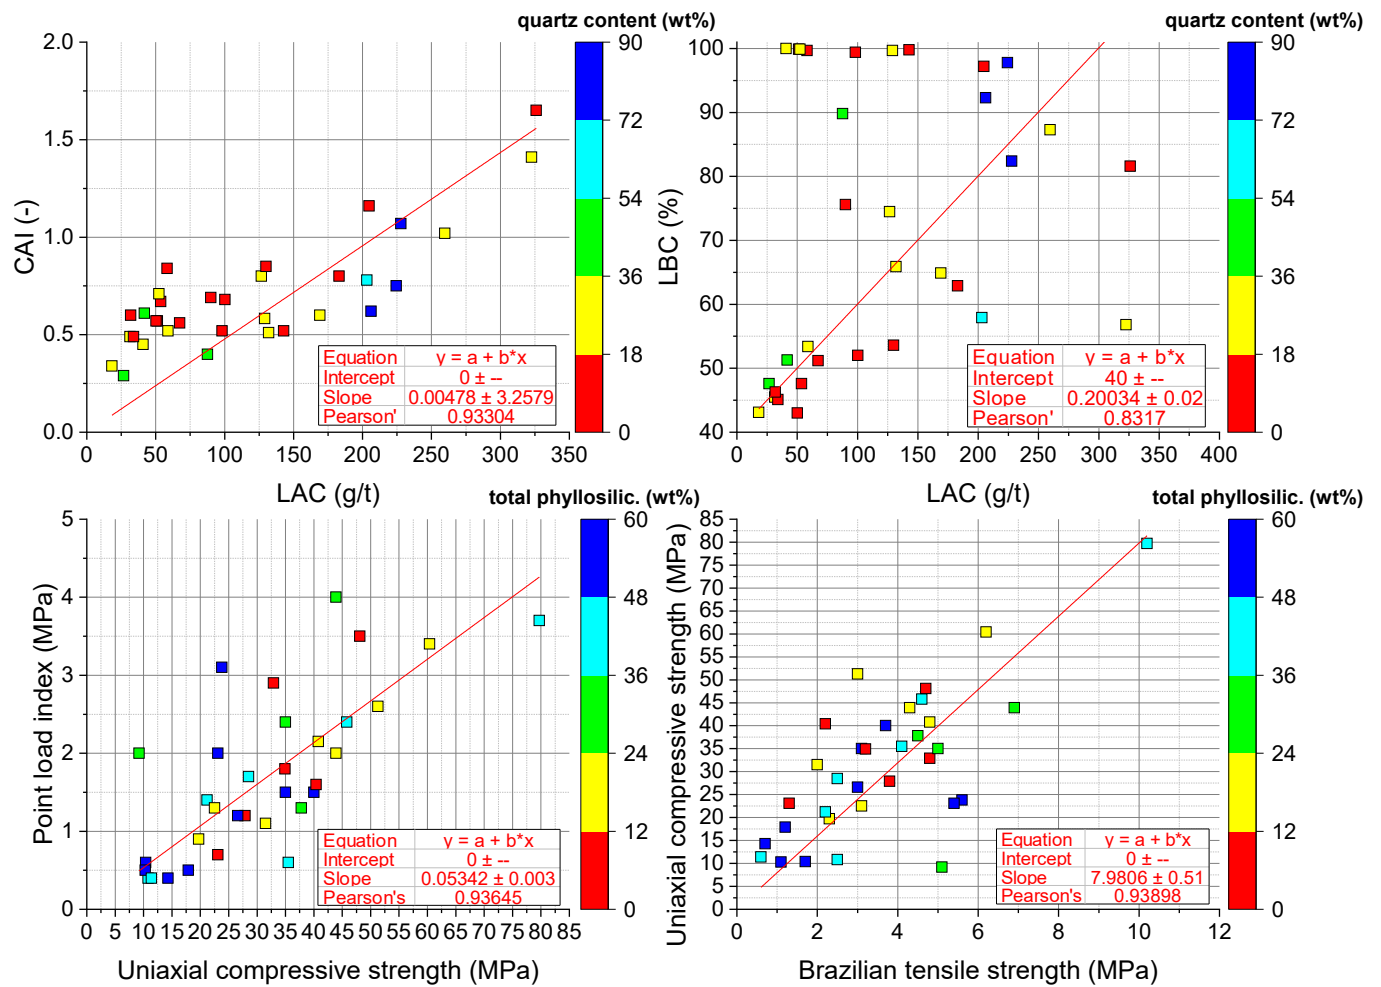 quartz content (wt%)
2.0
1.5
1.0
0.5
0.0
CAI (-)
0 50 100 150 200 250 300 350
LAC (g/t)
90
72
54
36
18
0
Equation y = a + b*x
Intercept 0 ± --
Slope 0.00478 ± 3.2579
Pearson' 0.93304
quartz content (wt%)
100
90
80
70
60
50
40
LBC (%)
0 50 100 150 200 250 300 350 400
LAC (g/t)
90
72
54
36
18
0
Equation y = a + b*x
Intercept 40 ± --
Slope 0.20034 ± 0.02
Pearson' 0.8317
total phyllosilic. (wt%)
5
4
3
2
1
0
Point load index (MPa)
0 5 10 15 20 25 30 35 40 45 50 55 60 65 70 75 80 85
Uniaxial compressive strength (MPa)
60
48
36
24
12
0
Equation y = a + b*x
Intercept 0 ± --
Slope 0.05342 ± 0.003
Pearson's 0.93645
total phyllosilic. (wt%)
85
80
75
70
65
60
55
50
45
40
35
30
25
20
15
10
5
0
Uniaxial compressive strength (MPa)
0 2 4 6 8 10 12
Brazilian tensile strength (MPa)
60
48
36
24
12
0
Equation y = a + b*x
Intercept 0 ± --
Slope 7.9806 ± 0.51
Pearson's 0.93898